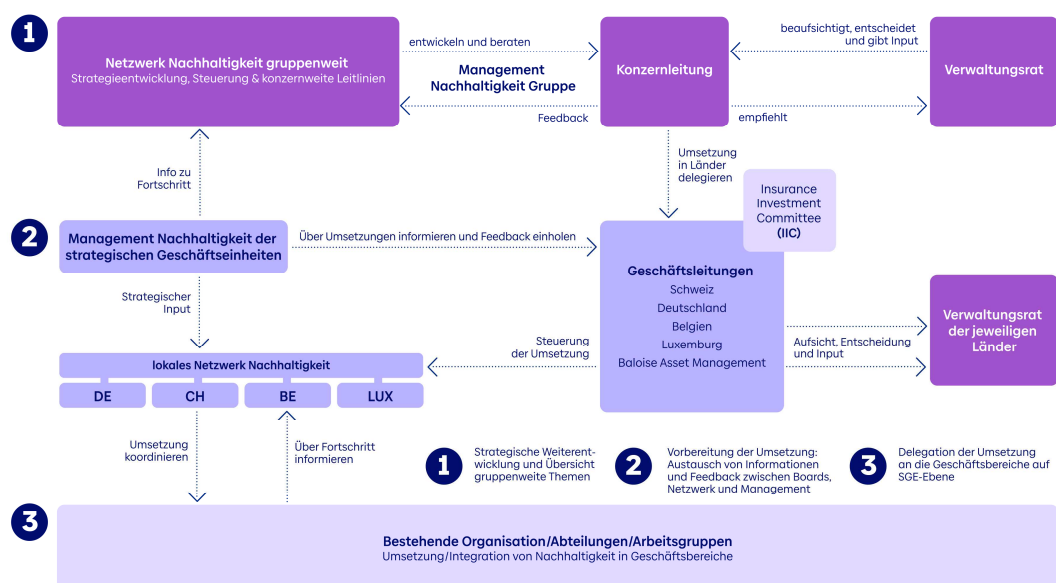 1
Netzwerk Nachhaltigkeit gruppenweit
Strategieentwicklung, Steuerung & konzernweite Leitlinien
entwickeln und beraten
Management
Nachhaltigkeit Gruppe
Feedback
Konzernleitung
beaufsichtigt, entscheidet
und gibt Input
empfiehlt
Verwaltungsrat
Info zu
Fortschritt
Umsetzung
in Länder
delegieren
Insurance
Investment
Committee
(IIC)
2
Management Nachhaltigkeit der
strategischen Geschäftseinheiten
Über Umsetzungen informieren und Feedback einholen
Geschäftsleitungen
Schweiz
Deutschland
Belgien
Luxemburg
Baloise Asset Management
Strategischer
Input
Steuerung
der Umsetzung
Aufsicht, Entscheidung
und Input
Verwaltungsrat
der jeweiligen
Länder
lokales Netzwerk Nachhaltigkeit
DE
CH
BE
LUX
Umsetzung
koordinieren
Über Fortschritt
informieren
1
Strategische Weiterent-
wicklung und Übersicht
gruppenweite Themen
2
Vorbereitung der Umsetzung:
Austausch von Informationen
und Feedback zwischen Boards,
Netzwerk und Management
3
Delegation der Umsetzung
an die Geschäftsbereiche auf
SGE-Ebene
3
Bestehende Organisation/Abteilungen/Arbeitsgruppen
Umsetzung/Integration von Nachhaltigkeit in Geschäftsbereiche